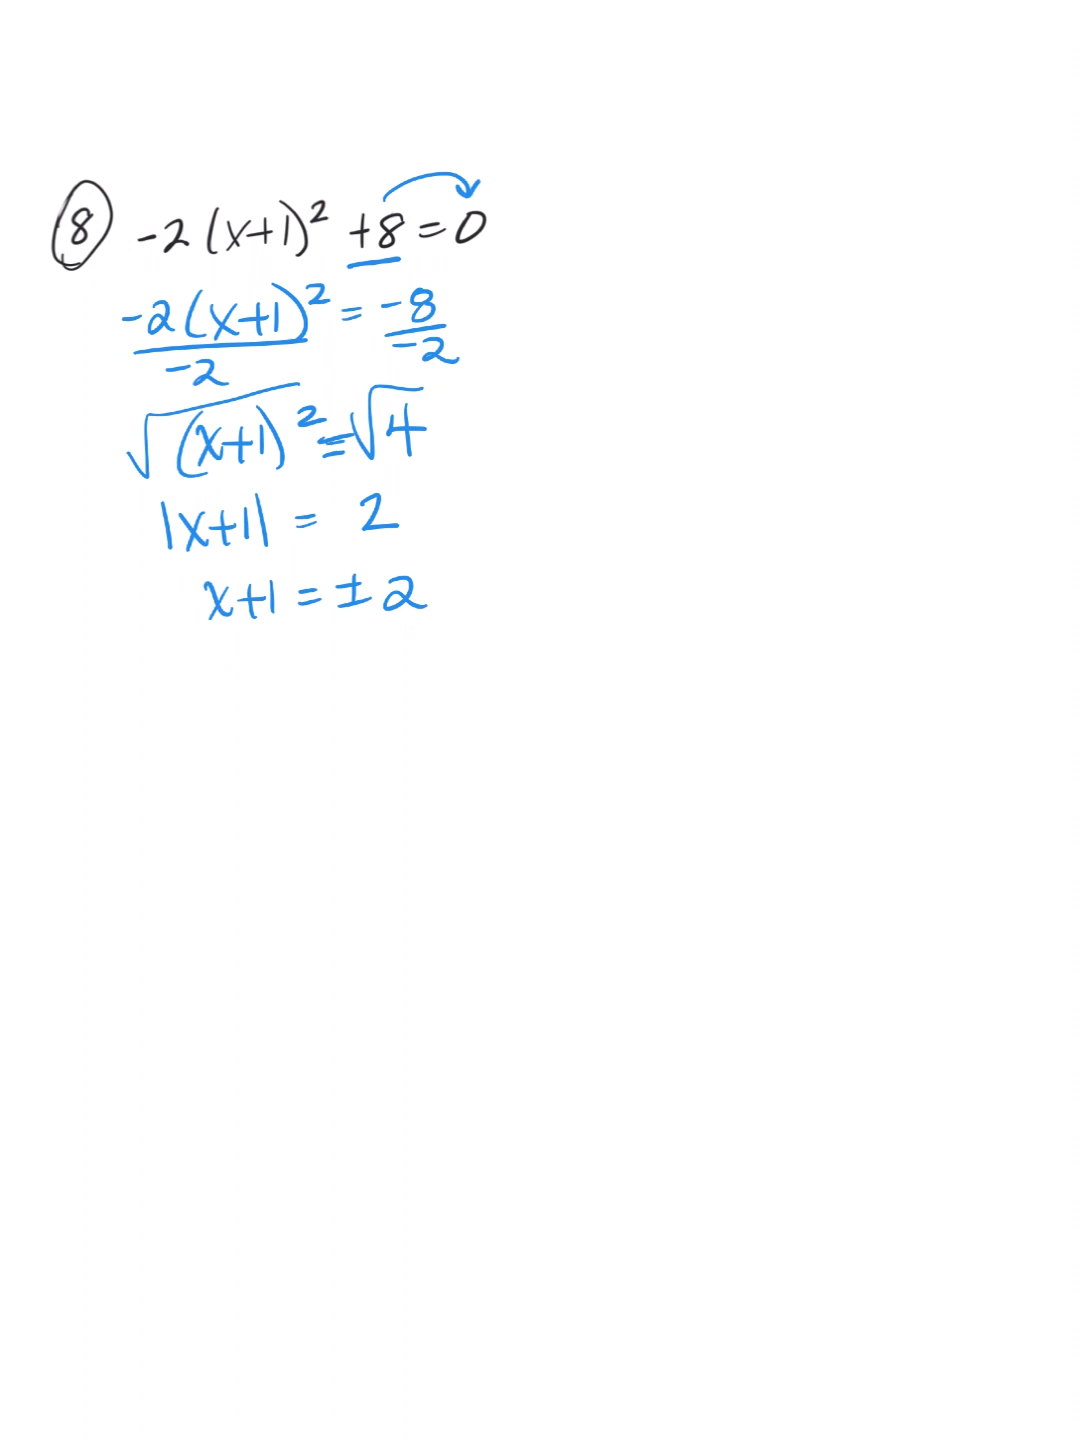 8 -2(x+1)² +8=0
-2(x+1)² = -8
-2 -2
√(x+1)² = √4
|x+1| = 2
x+1 = ±2